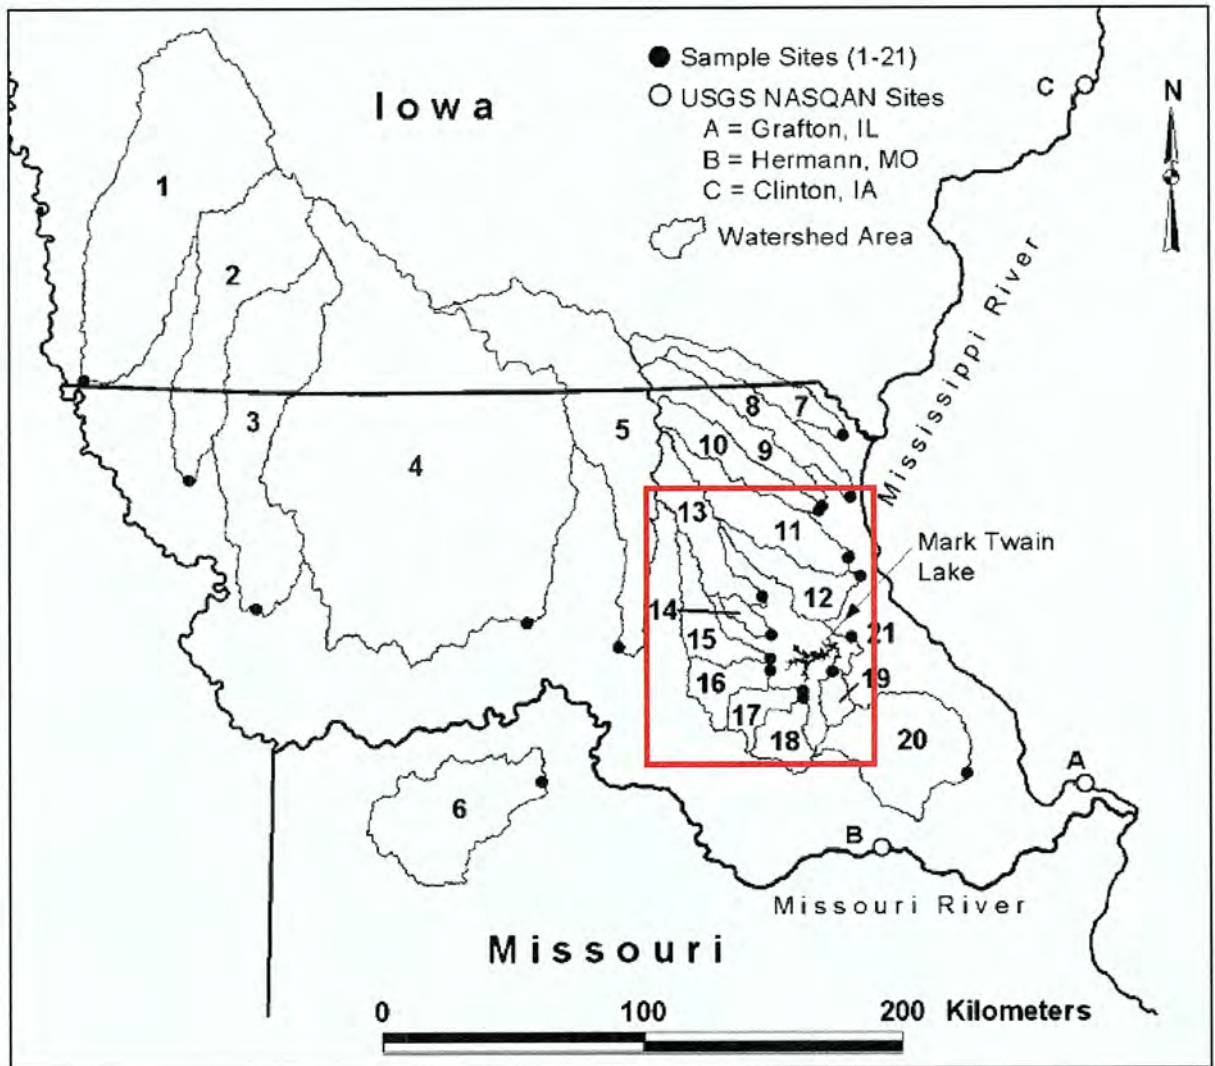 Iowa
Sample Sites (1-21)
USGS NASQAN Sites
A = Grafton, IL
B = Hermann, MO
C = Clinton, IA
Watershed Area
C
N
1
2
3
4
5
6
7
8
9
10
11
12
13
14
15
16
17
18
19
20
21
Mississippi River
Mark Twain
Lake
A
B
Missouri River
Missouri
0 100 200 Kilometers